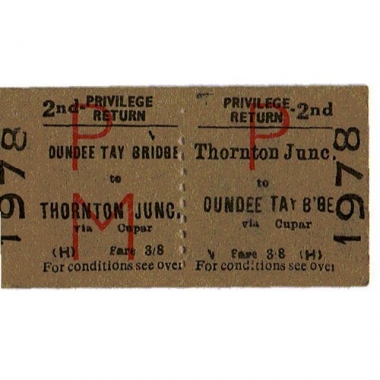 2nd- PRIVILEGE RETURN
P
DUNDEE TAY BRIDGE
to
THORNTON JUNC.
via Cupar
M
(H) Fare 3/8
For conditions see over
1978
PRIVILEGE RETURN -2nd
P
Thornton Junc.
to
DUNDEE TAY B'GE
via Cupar
Fare 3/8 (H)
For conditions see over
1978